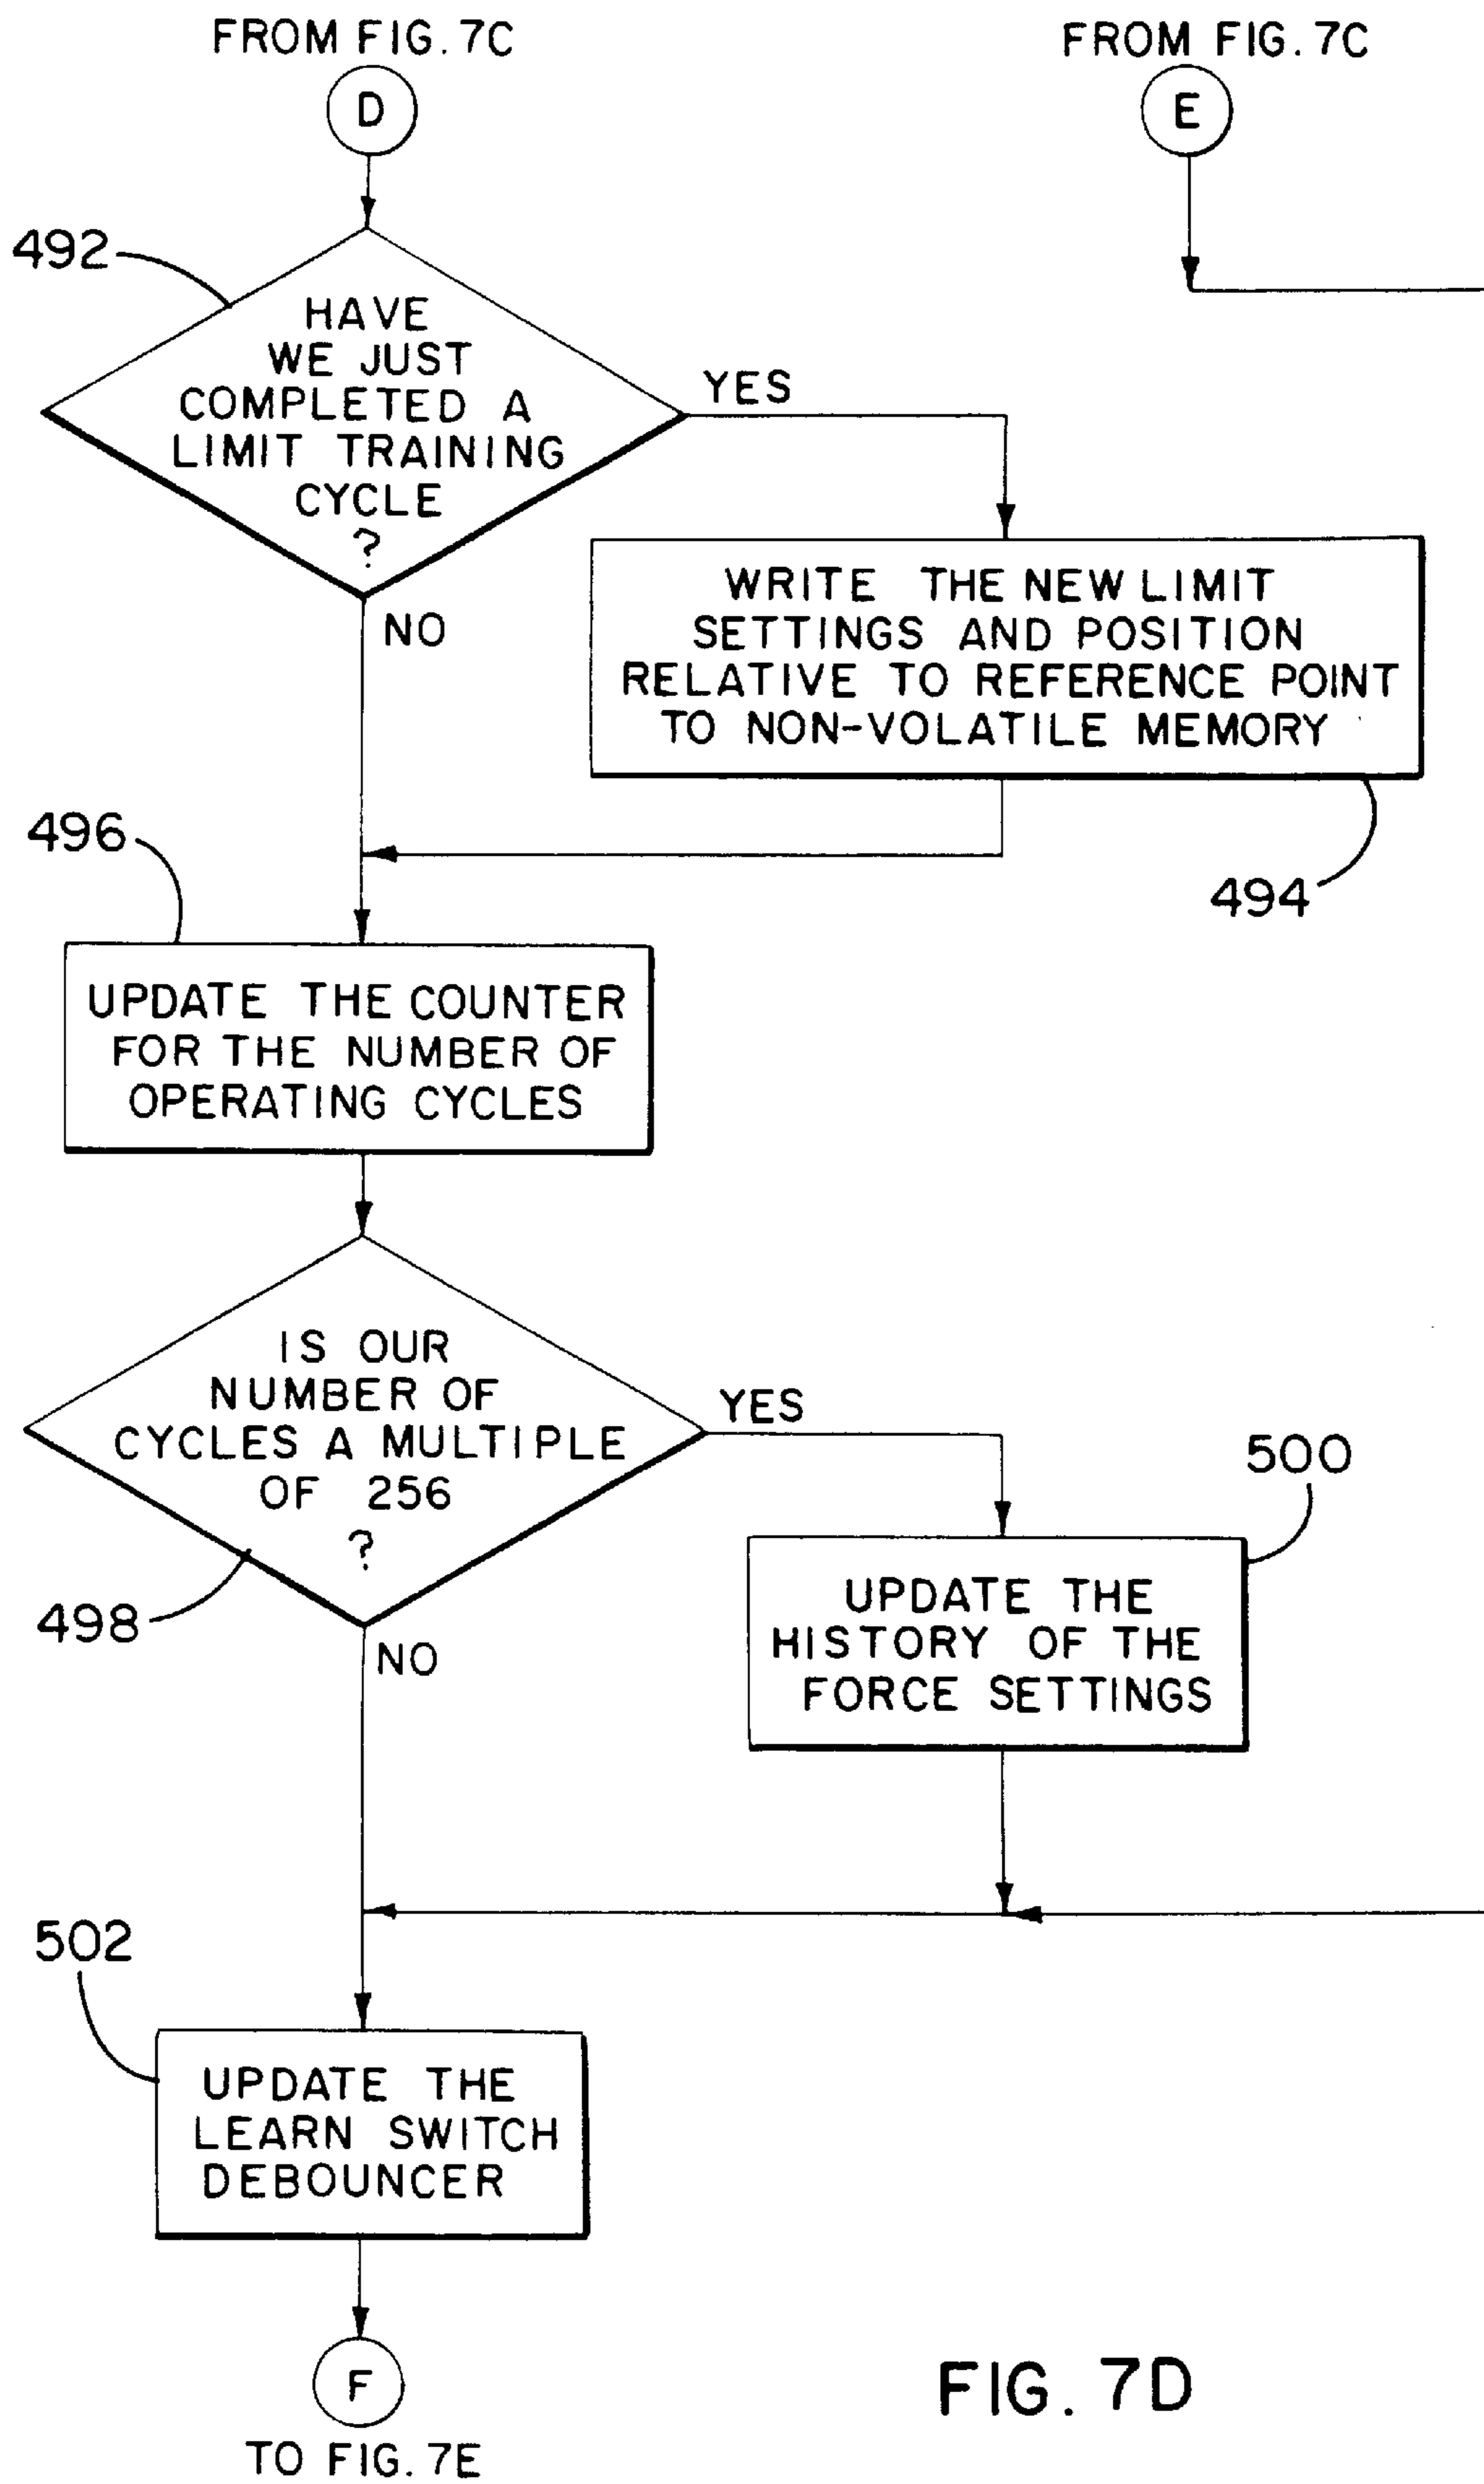 FROM FIG. 7C
D
FROM FIG. 7C
E
492
HAVE
WE JUST
COMPLETED A
LIMIT TRAINING
CYCLE
?
YES
NO
WRITE THE NEW LIMIT
SETTINGS AND POSITION
RELATIVE TO REFERENCE POINT
TO NON-VOLATILE MEMORY
494
496
UPDATE THE COUNTER
FOR THE NUMBER OF
OPERATING CYCLES
IS OUR
NUMBER OF
CYCLES A MULTIPLE
OF 256
?
YES
498
NO
500
UPDATE THE
HISTORY OF THE
FORCE SETTINGS
502
UPDATE THE
LEARN SWITCH
DEBOUNCER
F
TO FIG. 7E
FIG. 7D